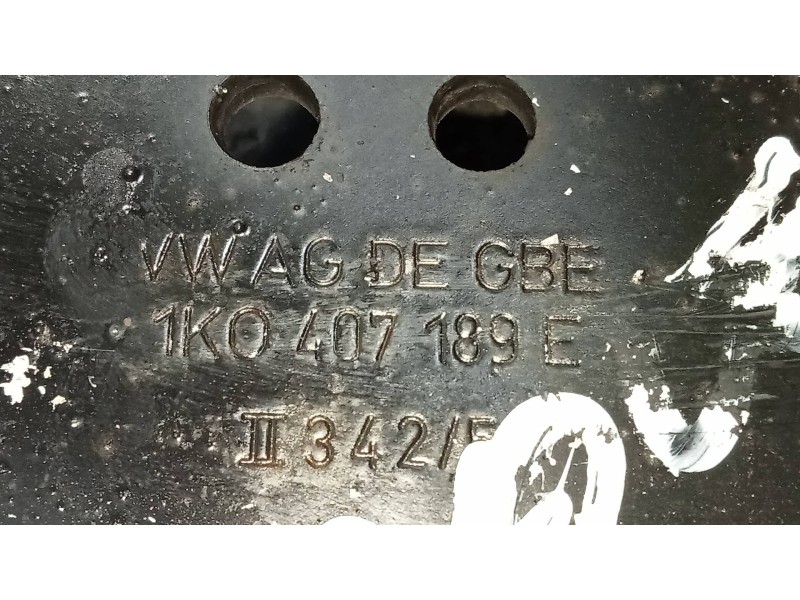 VW AG DE GBE
1K0 407 189 E
II 342/